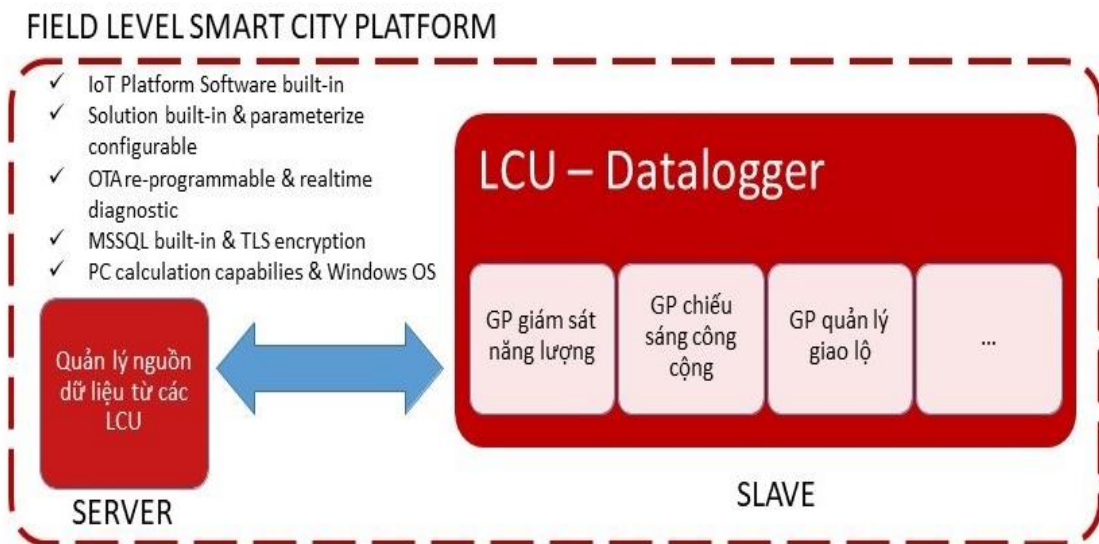 FIELD LEVEL SMART CITY PLATFORM
✓ IoT Platform Software built-in
✓ Solution built-in & parameterize
configurable
✓ OTA re-programmable & realtime
diagnostic
✓ MSSQL built-in & TLS encryption
✓ PC calculation capabilies & Windows OS
LCU – Datalogger
GP giám sát
năng lượng
GP chiếu
sáng công
cộng
GP quản lý
giao lộ
...
Quản lý nguồn
dữ liệu từ các
LCU
SERVER
SLAVE